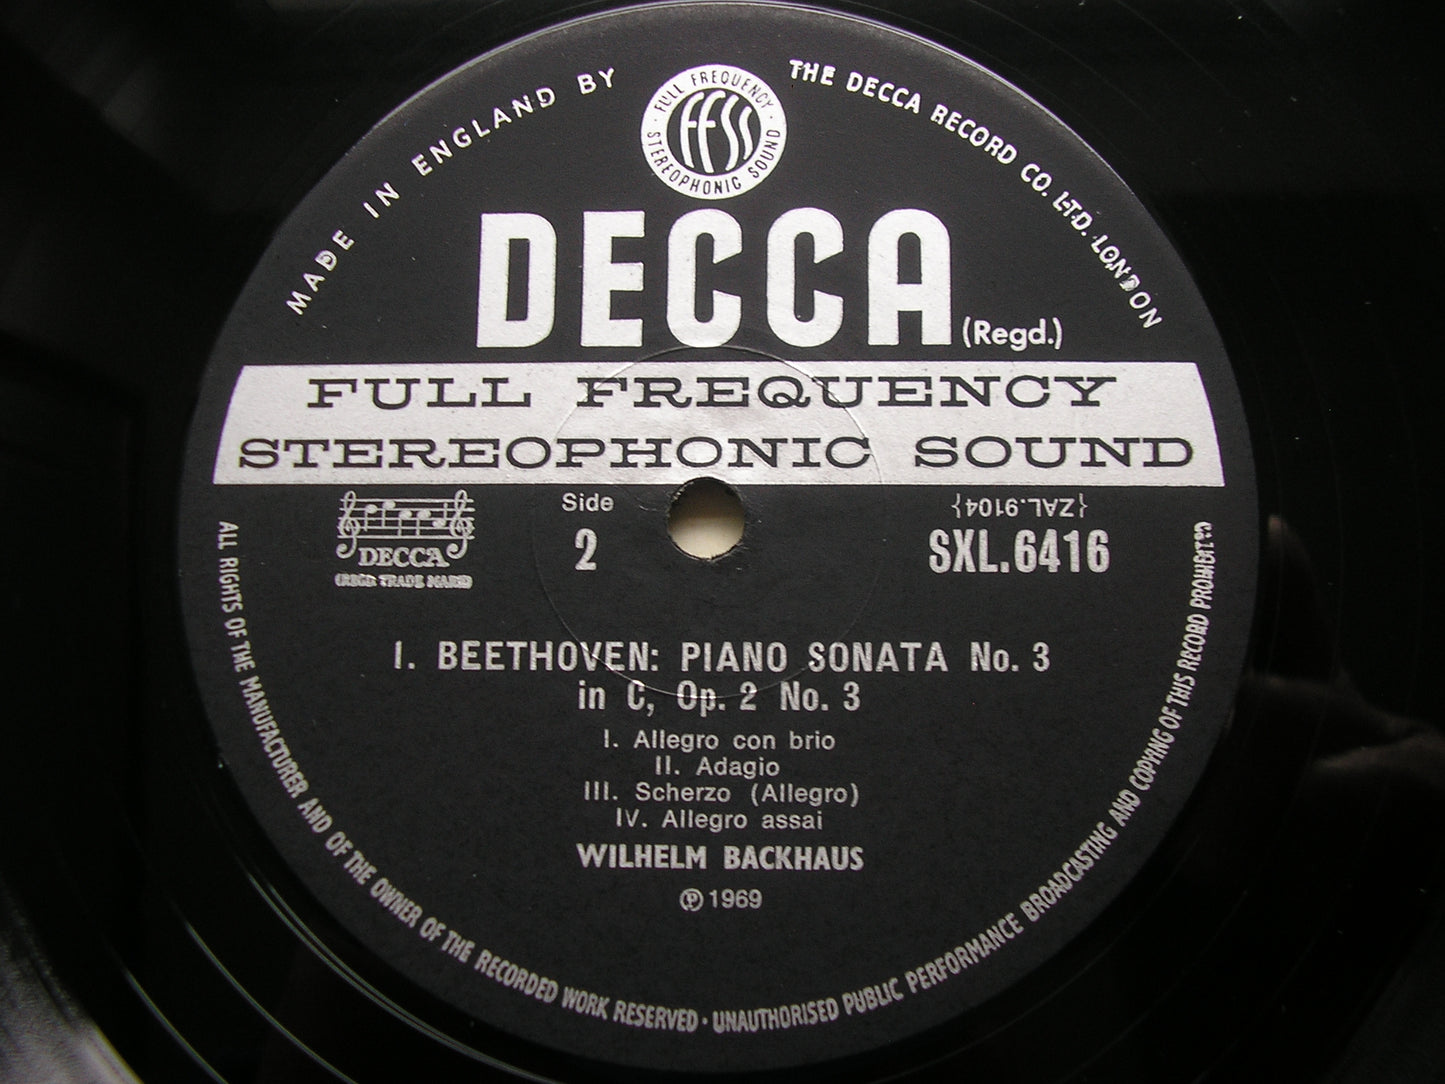 MADE IN ENGLAND BY
THE DECCA RECORD CO. LTD. LONDON
FULL FREQUENCY
FFSS
STEREOPHONIC SOUND
DECCA (Regd.)
FULL FREQUENCY
STEREOPHONIC SOUND
DECCA
(REGD. TRADE MARK)
Side
2
{ZAL.9104}
SXL.6416
1. BEETHOVEN: PIANO SONATA No. 3
in C, Op. 2 No. 3
I. Allegro con brio
II. Adagio
III. Scherzo (Allegro)
IV. Allegro assai
WILHELM BACKHAUS
℗ 1969
ALL RIGHTS OF THE MANUFACTURER AND OF THE OWNER OF THE RECORDED WORK RESERVED · UNAUTHORISED PUBLIC PERFORMANCE BROADCASTING AND COPYING OF THIS RECORD PROHIBITED